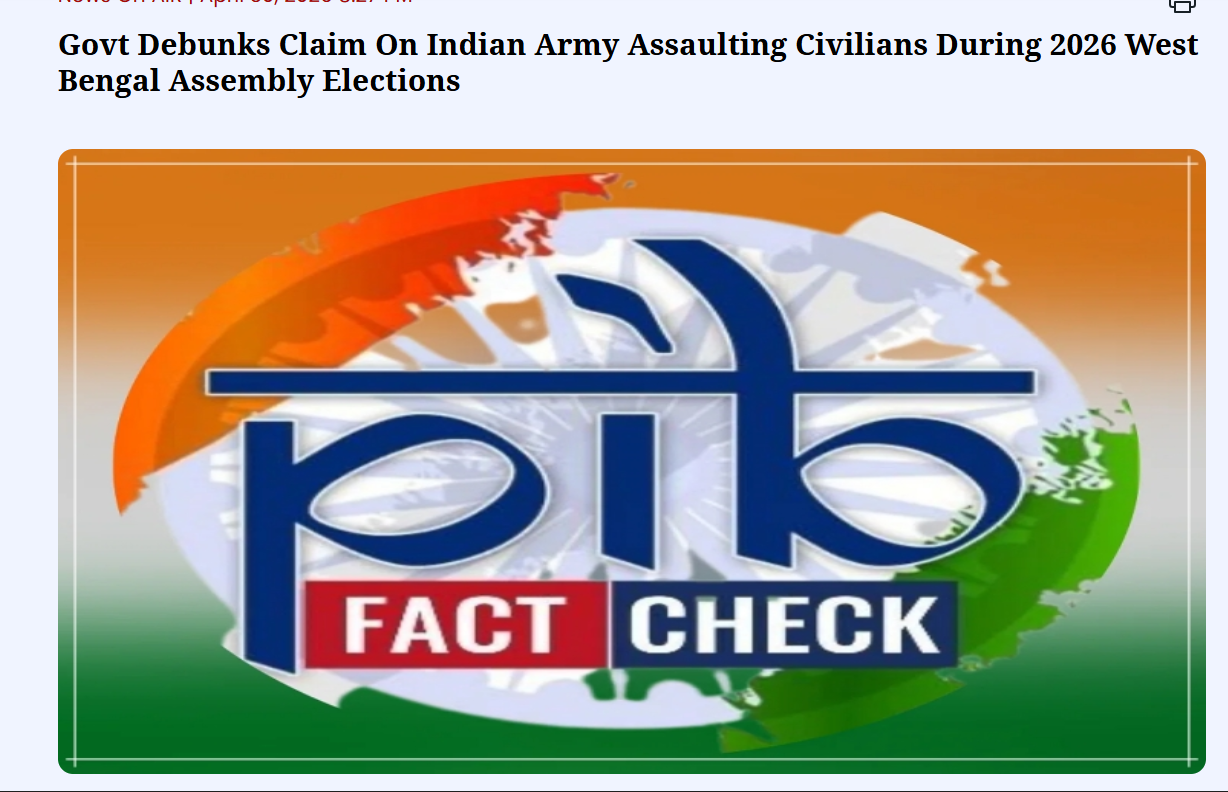 Govt Debunks Claim On Indian Army Assaulting Civilians During 2026 West
Bengal Assembly Elections
pib
FACT CHECK